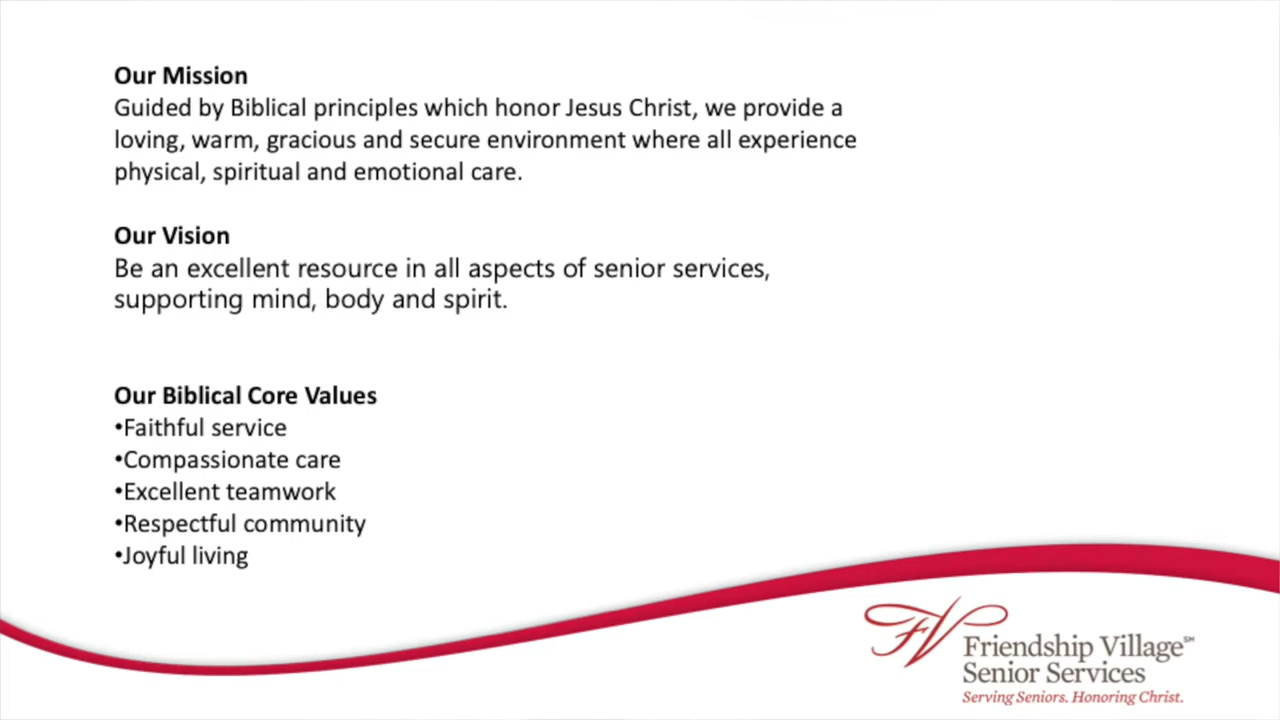 Our Mission
Guided by Biblical principles which honor Jesus Christ, we provide a
loving, warm, gracious and secure environment where all experience
physical, spiritual and emotional care.
Our Vision
Be an excellent resource in all aspects of senior services,
supporting mind, body and spirit.
Our Biblical Core Values
•Faithful service
•Compassionate care
•Excellent teamwork
•Respectful community
•Joyful living
FV
Friendship Village℠
Senior Services
Serving Seniors. Honoring Christ.